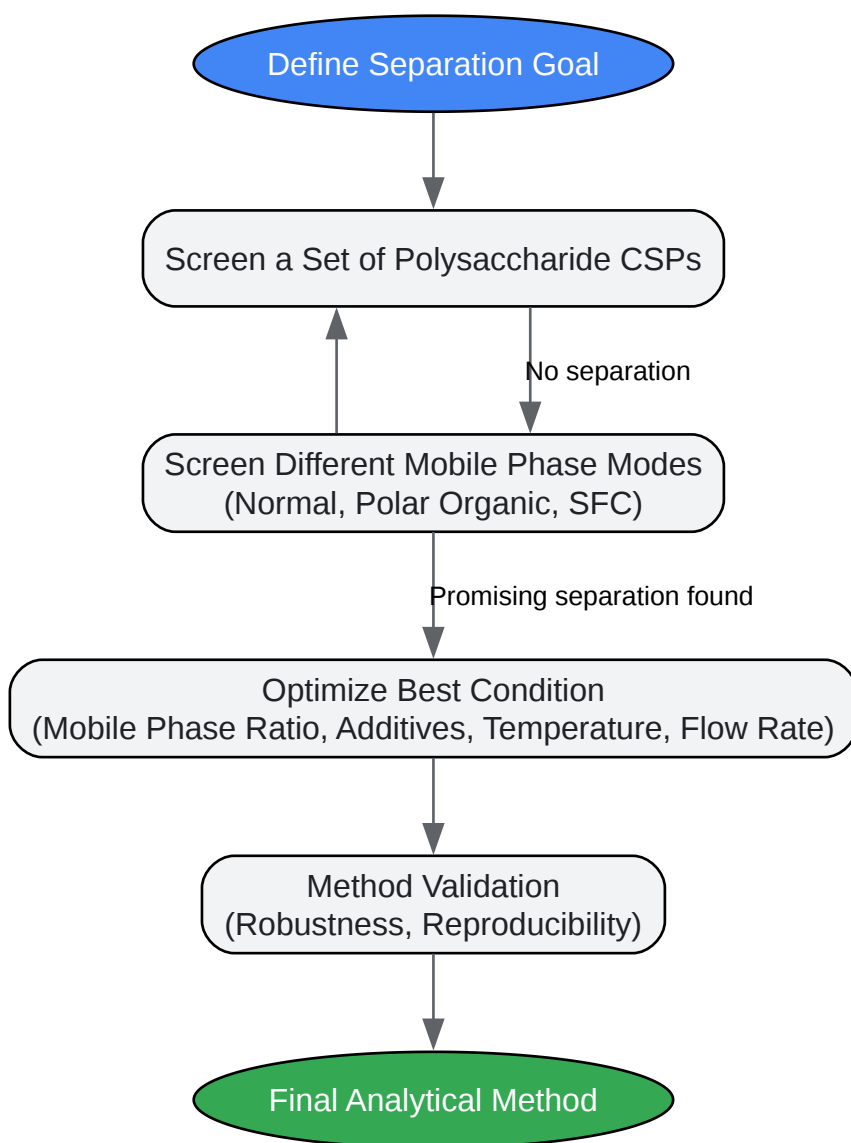 Define Separation Goal
Screen a Set of Polysaccharide CSPs
No separation
Screen Different Mobile Phase Modes
(Normal, Polar Organic, SFC)
Promising separation found
Optimize Best Condition
(Mobile Phase Ratio, Additives, Temperature, Flow Rate)
Method Validation
(Robustness, Reproducibility)
Final Analytical Method